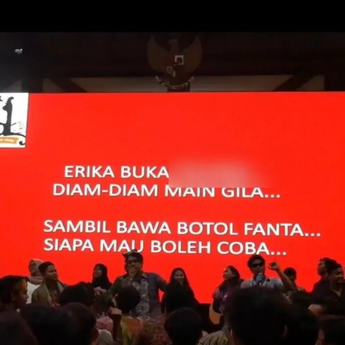 ERIKA BUKA
DIAM-DIAM MAIN GILA...
SAMBIL BAWA BOTOL FANTA...
SIAPA MAU BOLEH COBA...